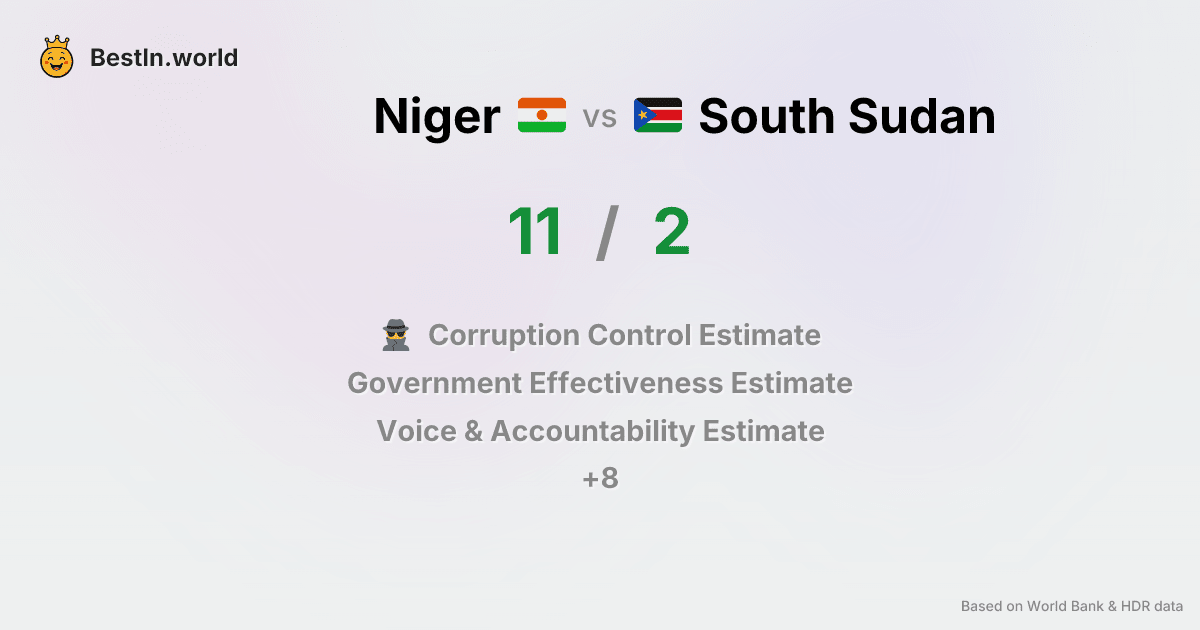 BestIn.world
Niger vs South Sudan
11 / 2
Corruption Control Estimate
Government Effectiveness Estimate
Voice & Accountability Estimate
+8
Based on World Bank & HDR data